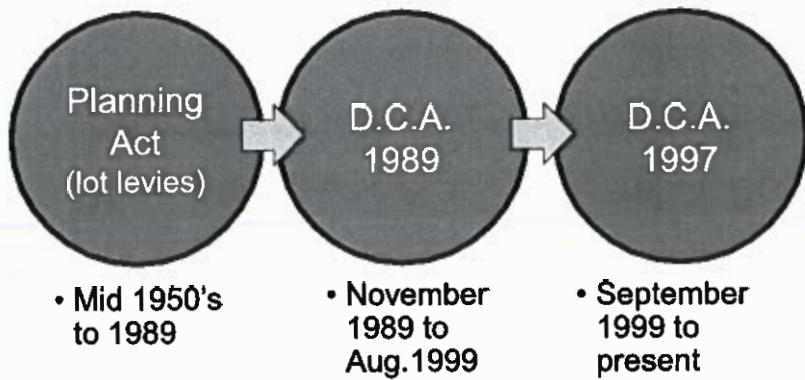 Planning
Act
(lot levies)
D.C.A.
1989
D.C.A.
1997
• Mid 1950's
to 1989
• November
1989 to
Aug.1999
• September
1999 to
present